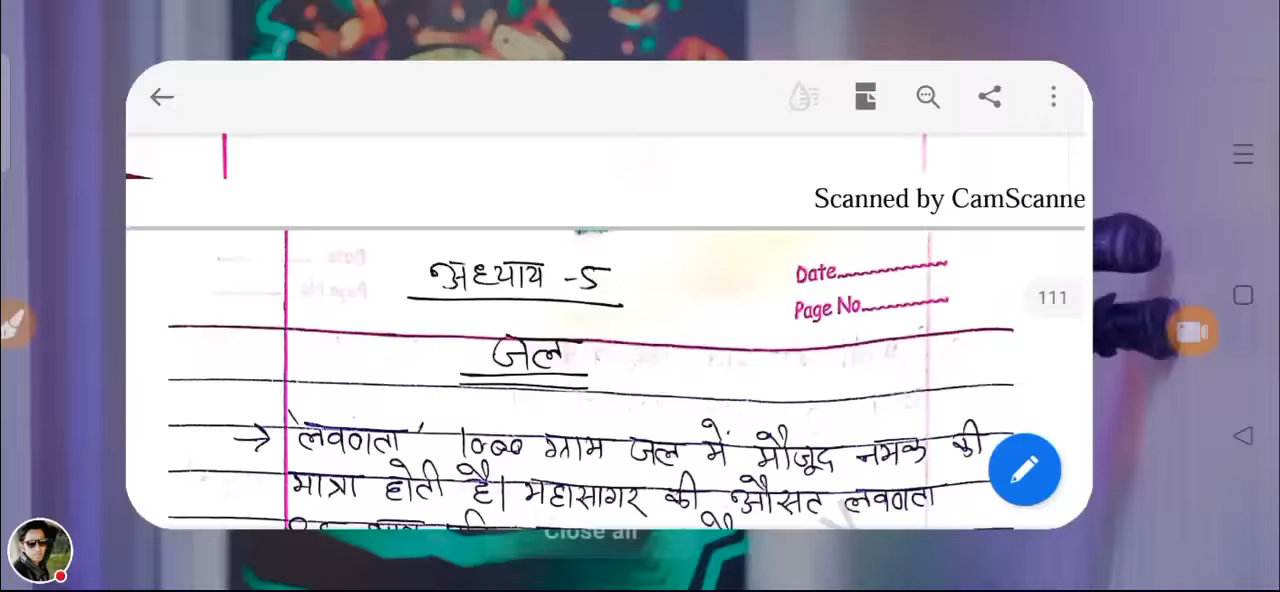 Scanned by CamScanne
अध्याय -5
Date
Page No.
111
जल
→ 'लवणता' 1000 ग्राम जल में मौजूद नमक की
मात्रा होती है। महासागर की औसत लवणता
Close all